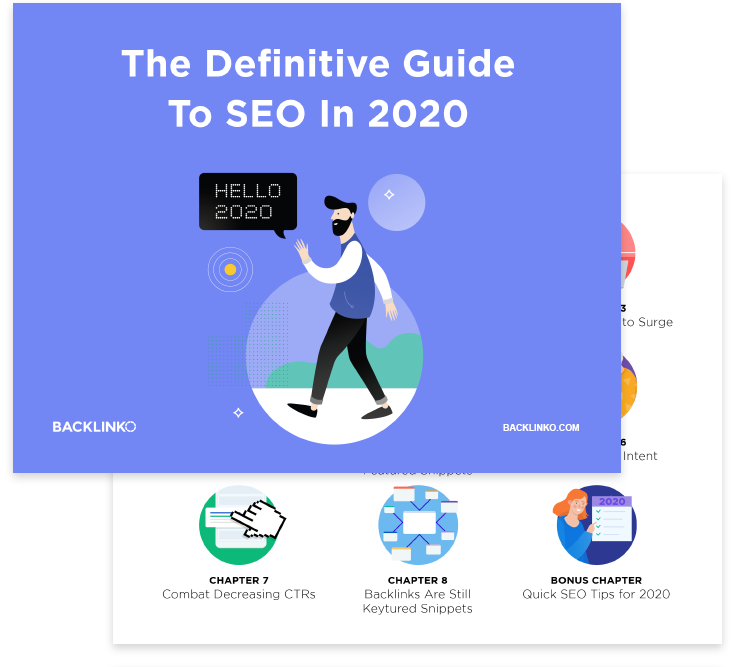 The Definitive Guide
To SEO In 2020
HELLO
2020
BACKLINKO
BACKLINKO.COM
3
to Surge
6
Intent
Featured Snippets
2020
CHAPTER 7
Combat Decreasing CTRs
CHAPTER 8
Backlinks Are Still
Keytured Snippets
BONUS CHAPTER
Quick SEO Tips for 2020